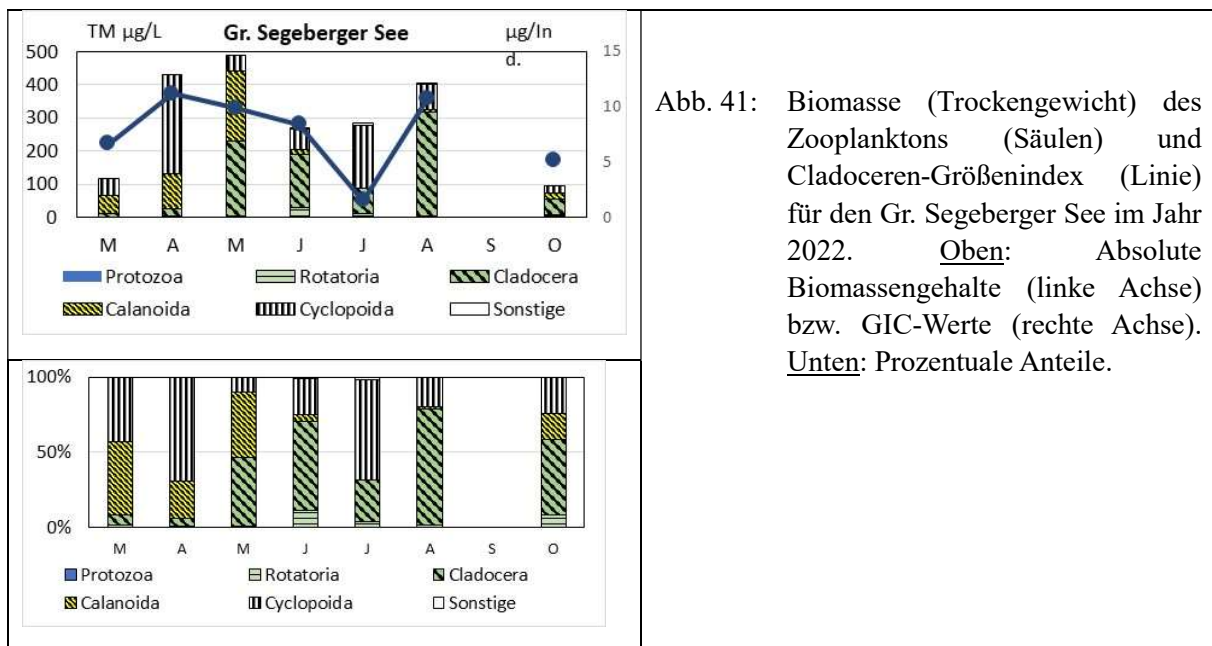 TM µg/L Gr. Segeberger See µg/In
d.
500 15
400
300 10
200
5
100
0 0
M A M J J A S O
Protozoa Rotatoria Cladocera
Calanoida Cyclopoida Sonstige
100%
50%
0%
M A M J J A S O
Protozoa Rotatoria Cladocera
Calanoida Cyclopoida Sonstige
Abb. 41: Biomasse (Trockengewicht) des
Zooplanktons (Säulen) und
Cladoceren-Größenindex (Linie)
für den Gr. Segeberger See im Jahr
2022. Oben: Absolute
Biomassengehalte (linke Achse)
bzw. GIC-Werte (rechte Achse).
Unten: Prozentuale Anteile.